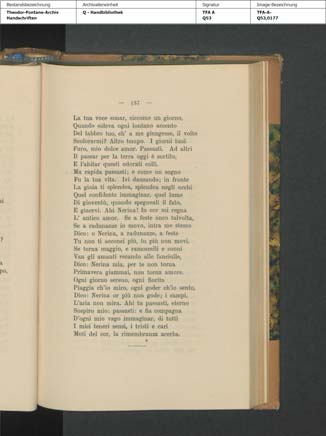 Bestandsbezeichnung
Archivalieneinheit
Signatur
Image-Bezeichnung
Theodor-Fontane-Archiv
Q - Handbibliothek
TFA A
TFA-A-
Handschriften
Q53
Q53,0177
— 157 —
La tua voce sonar, siccome un giorno,
Quando soleva ogni lontano accento
Del labbro tuo, ch' a me giungesse, il volto
Scolorarmi? Altro tempo. I giorni tuoi
Furo, mio dolce amor. Passasti. Ad altri
Il passar per la terra oggi è sortito,
E l'abitar questi odorati colli.
Ma rapida passasti; e come un sogno
Fu la tua vita. Ivi danzando; in fronte
La gioia ti splendea, splendea negli occhi
Quel confidente immaginar, quel lume
Di gioventù, quando spegneali il fato,
E giacevi. Ahi Nerina! In cor mi regna
L' antico amor. Se a feste anco talvolta,
Se a radunanze io movo, infra me stesso
Dico: o Nerina, a radunanze, a feste
Tu non ti acconci più, tu più non movi.
Se torna maggio, e ramoscelli e suoni
Van gli amanti recando alle fanciulle,
Dico: Nerina mia, per te non torna
Primavera giammai, non torna amore.
Ogni giorno sereno, ogni fiorita
Piaggia ch'io miro, ogni goder ch'io sento,
Dico: Nerina or più non gode; i campi,
L'aria non mira. Ahi tu passasti, eterno
Sospiro mio: passasti: e fia compagna
D'ogni mio vago immaginar, di tutti
I miei teneri sensi, i tristi e cari
Moti del cor, la rimembranza acerba.